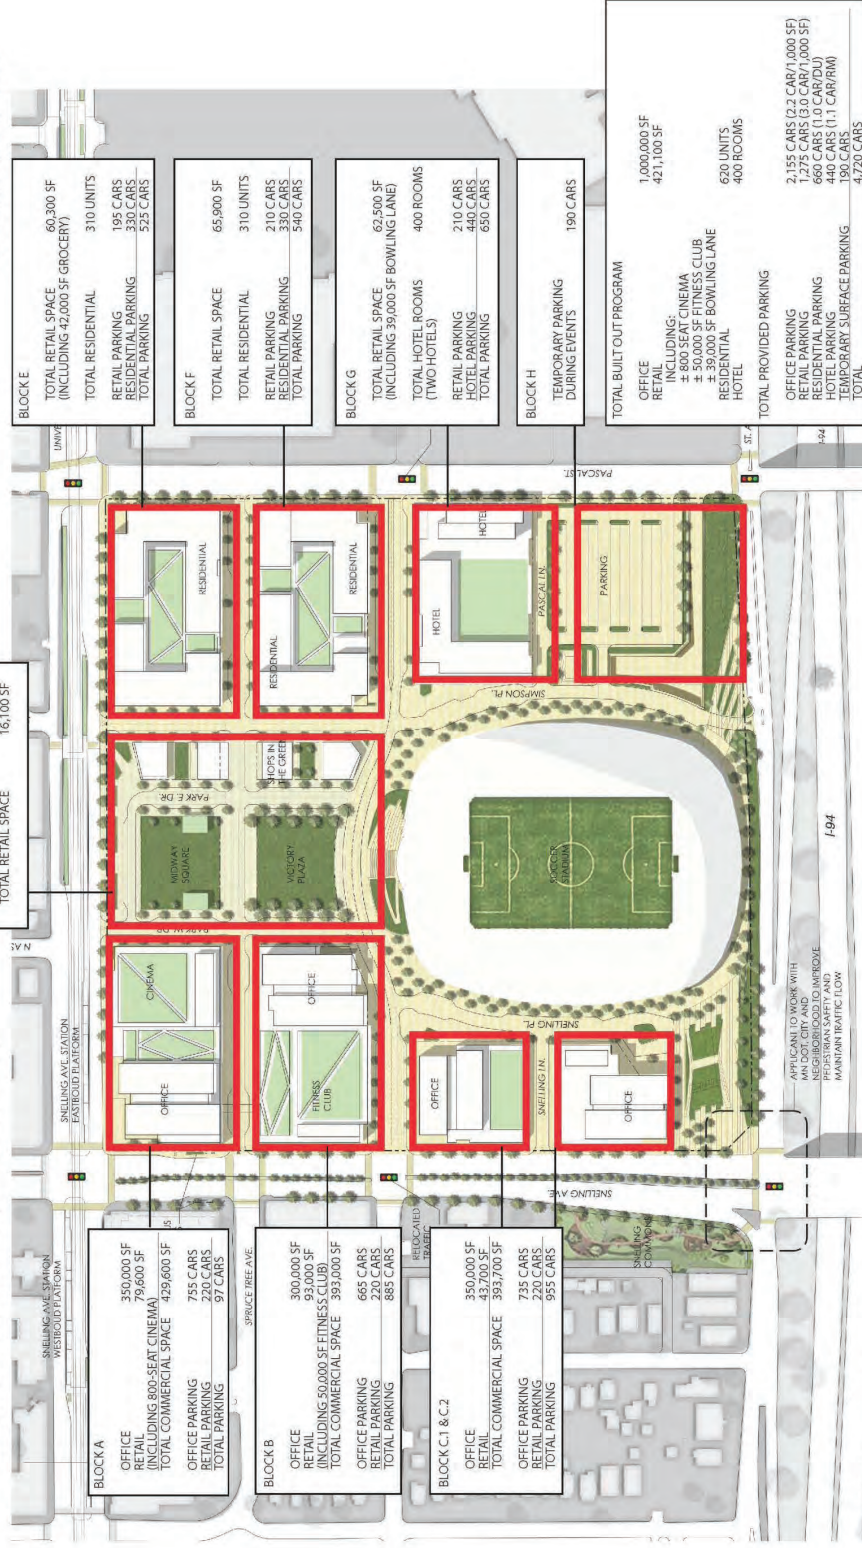 TOTAL RETAIL SPACE 16,100 SF
BLOCK E
TOTAL RETAIL SPACE 60,300 SF
(INCLUDING 42,000 SF GROCERY)
TOTAL RESIDENTIAL 310 UNITS
RETAIL PARKING 195 CARS
RESIDENTIAL PARKING 330 CARS
TOTAL PARKING 525 CARS
BLOCK F
TOTAL RETAIL SPACE 65,900 SF
TOTAL RESIDENTIAL 310 UNITS
RETAIL PARKING 210 CARS
RESIDENTIAL PARKING 330 CARS
TOTAL PARKING 540 CARS
BLOCK G
TOTAL RETAIL SPACE 62,500 SF
(INCLUDING 39,000 SF BOWLING LANE)
TOTAL HOTEL ROOMS 400 ROOMS
(TWO HOTELS)
RETAIL PARKING 210 CARS
HOTEL PARKING 440 CARS
TOTAL PARKING 650 CARS
BLOCK H
TEMPORARY PARKING 190 CARS
DURING EVENTS
TOTAL BUILT OUT PROGRAM
OFFICE 1,000,000 SF
RETAIL 421,100 SF
INCLUDING:
± 800 SEAT CINEMA
± 50,000 SF FITNESS CLUB
± 39,000 SF BOWLING LANE
RESIDENTIAL 620 UNITS
HOTEL 400 ROOMS
TOTAL PROVIDED PARKING
OFFICE PARKING 2,155 CARS (2.2 CAR/1,000 SF)
RETAIL PARKING 1,275 CARS (3.0 CAR/1,000 SF)
RESIDENTIAL PARKING 660 CARS (1.0 CAR/DU)
HOTEL PARKING 440 CARS (1.1 CAR/RM)
TEMPORARY SURFACE PARKING 190 CARS
TOTAL 4,720 CARS
BLOCK A
OFFICE 350,000 SF
RETAIL 79,600 SF
(INCLUDING 800-SEAT CINEMA)
TOTAL COMMERCIAL SPACE 429,600 SF
OFFICE PARKING 755 CARS
RETAIL PARKING 220 CARS
TOTAL PARKING 97 CARS
BLOCK B
OFFICE 300,000 SF
RETAIL 93,000 SF
(INCLUDING 50,000 SF FITNESS CLUB)
TOTAL COMMERCIAL SPACE 393,000 SF
OFFICE PARKING 665 CARS
RETAIL PARKING 220 CARS
TOTAL PARKING 885 CARS
BLOCK C.1 & C.2
OFFICE 350,000 SF
RETAIL 43,700 SF
TOTAL COMMERCIAL SPACE 393,700 SF
OFFICE PARKING 735 CARS
RETAIL PARKING 220 CARS
TOTAL PARKING 955 CARS
SNELLING AVE. STATION
WESTBOUD PLATFORM
SNELLING AVE. STATION
EASTBOUD PLATFORM
SPRUCE TREE AVE.
RELOCATED
TRAFFIC
SNELLING
SNELLING AVE.
N AS
UNIVE
US
OFFICE
CINEMA
FITNESS
CLUB
OFFICE
OFFICE
OFFICE
SNELLING LN.
SNELLING PL.
PARK W. DR.
PARK E. DR.
MIDWAY
SQUARE
VICTORY
PLAZA
SHOPS IN
THE GREEN
RESIDENTIAL
RESIDENTIAL
RESIDENTIAL
HOTEL
HOTEL
PASCAL LN.
SIMPSON PL.
PASCAL ST.
PARKING
SOCCER
STADIUM
ST. A
I-94
I-94
APPLICANT TO WORK WITH
MN DOT, CITY AND
NEIGHBORHOOD TO IMPROVE
PEDESTRIAN SAFETY AND
MAINTAIN TRAFFIC FLOW